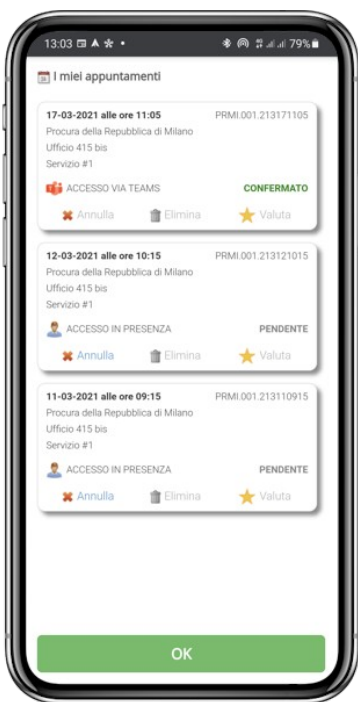 13:03 79%
I miei appuntamenti
17-03-2021 alle ore 11:05 PRMI.001.213171105
Procura della Repubblica di Milano
Ufficio 415 bis
Servizio #1
ACCESSO VIA TEAMS CONFERMATO
Annulla Elimina Valuta
12-03-2021 alle ore 10:15 PRMI.001.213121015
Procura della Repubblica di Milano
Ufficio 415 bis
Servizio #1
ACCESSO IN PRESENZA PENDENTE
Annulla Elimina Valuta
11-03-2021 alle ore 09:15 PRMI.001.213110915
Procura della Repubblica di Milano
Ufficio 415 bis
Servizio #1
ACCESSO IN PRESENZA PENDENTE
Annulla Elimina Valuta
OK